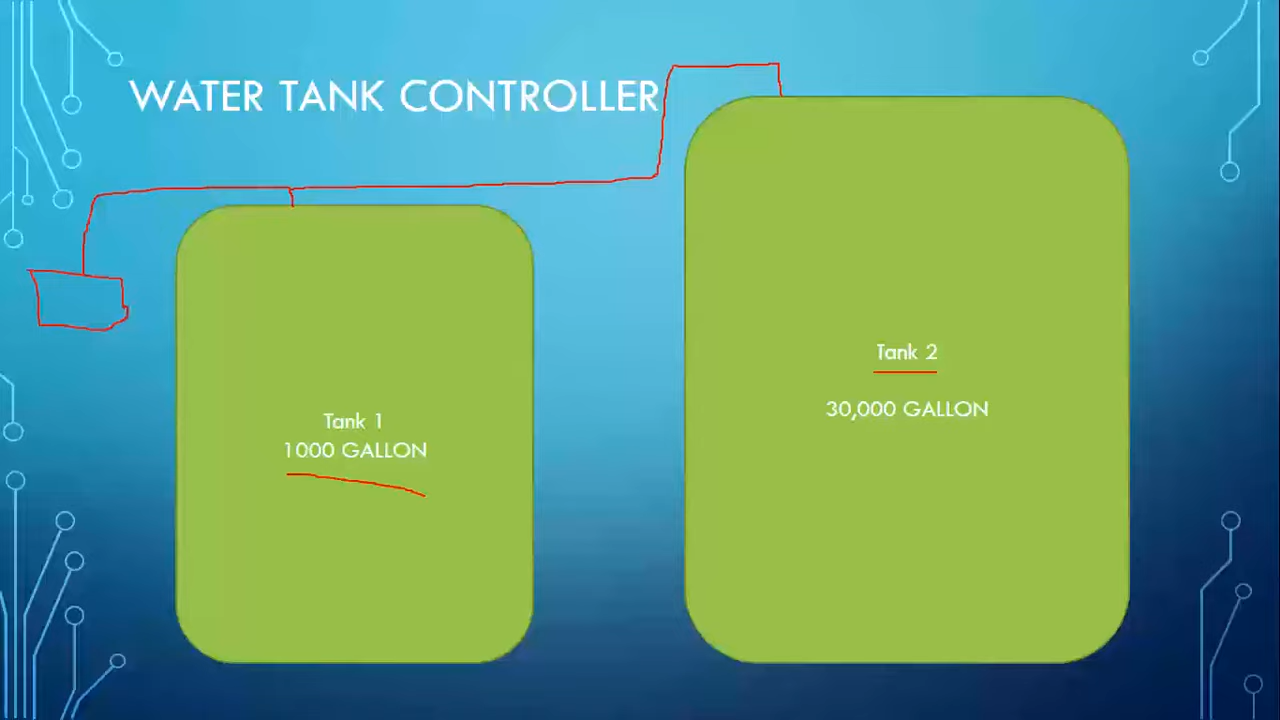 WATER TANK CONTROLLER
Tank 1
1000 GALLON
Tank 2
30,000 GALLON